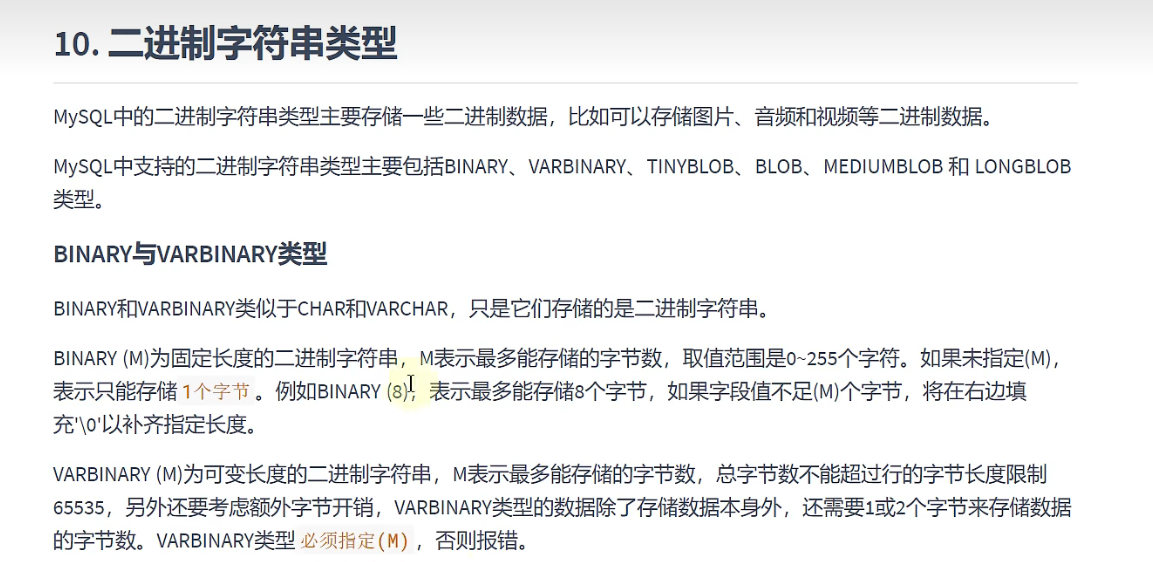 10. 二进制字符串类型
MySQL中的二进制字符串类型主要存储一些二进制数据，比如可以存储图片、音频和视频等二进制数据。
MySQL中支持的二进制字符串类型主要包括BINARY、VARBINARY、TINYBLOB、BLOB、MEDIUMBLOB 和 LONGBLOB
类型。
BINARY与VARBINARY类型
BINARY和VARBINARY类似于CHAR和VARCHAR，只是它们存储的是二进制字符串。
BINARY (M)为固定长度的二进制字符串，M表示最多能存储的字节数，取值范围是0~255个字符。如果未指定(M)，
表示只能存储 1个字节 。例如BINARY (8)，表示最多能存储8个字节，如果字段值不足(M)个字节，将在右边填
充'\0'以补齐指定长度。
VARBINARY (M)为可变长度的二进制字符串，M表示最多能存储的字节数，总字节数不能超过行的字节长度限制
65535，另外还要考虑额外字节开销，VARBINARY类型的数据除了存储数据本身外，还需要1或2个字节来存储数据
的字节数。VARBINARY类型 必须指定(M) ，否则报错。